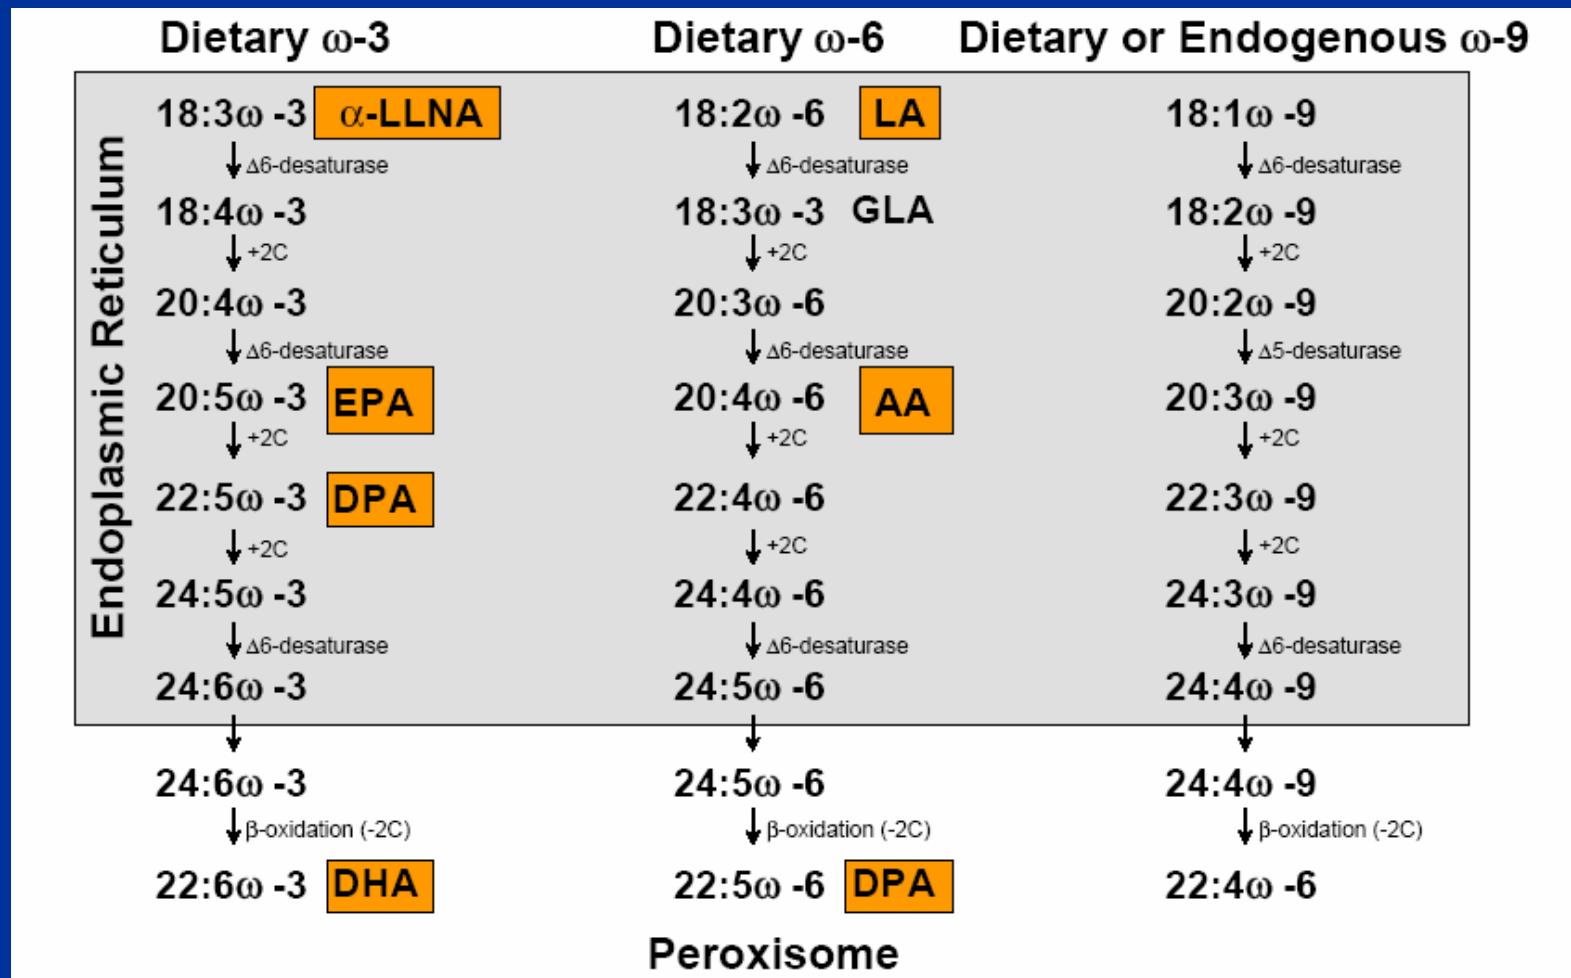 Dietary ω-3 Dietary ω-6 Dietary or Endogenous ω-9
Endoplasmic Reticulum
18:3ω -3 α-LLNA 18:2ω -6 LA 18:1ω -9
Δ6-desaturase Δ6-desaturase Δ6-desaturase
18:4ω -3 18:3ω -3 GLA 18:2ω -9
+2C +2C +2C
20:4ω -3 20:3ω -6 20:2ω -9
Δ6-desaturase Δ6-desaturase Δ5-desaturase
20:5ω -3 EPA 20:4ω -6 AA 20:3ω -9
+2C +2C +2C
22:5ω -3 DPA 22:4ω -6 22:3ω -9
+2C +2C +2C
24:5ω -3 24:4ω -6 24:3ω -9
Δ6-desaturase Δ6-desaturase Δ6-desaturase
24:6ω -3 24:5ω -6 24:4ω -9
24:6ω -3 24:5ω -6 24:4ω -9
β-oxidation (-2C) β-oxidation (-2C) β-oxidation (-2C)
22:6ω -3 DHA 22:5ω -6 DPA 22:4ω -6
Peroxisome